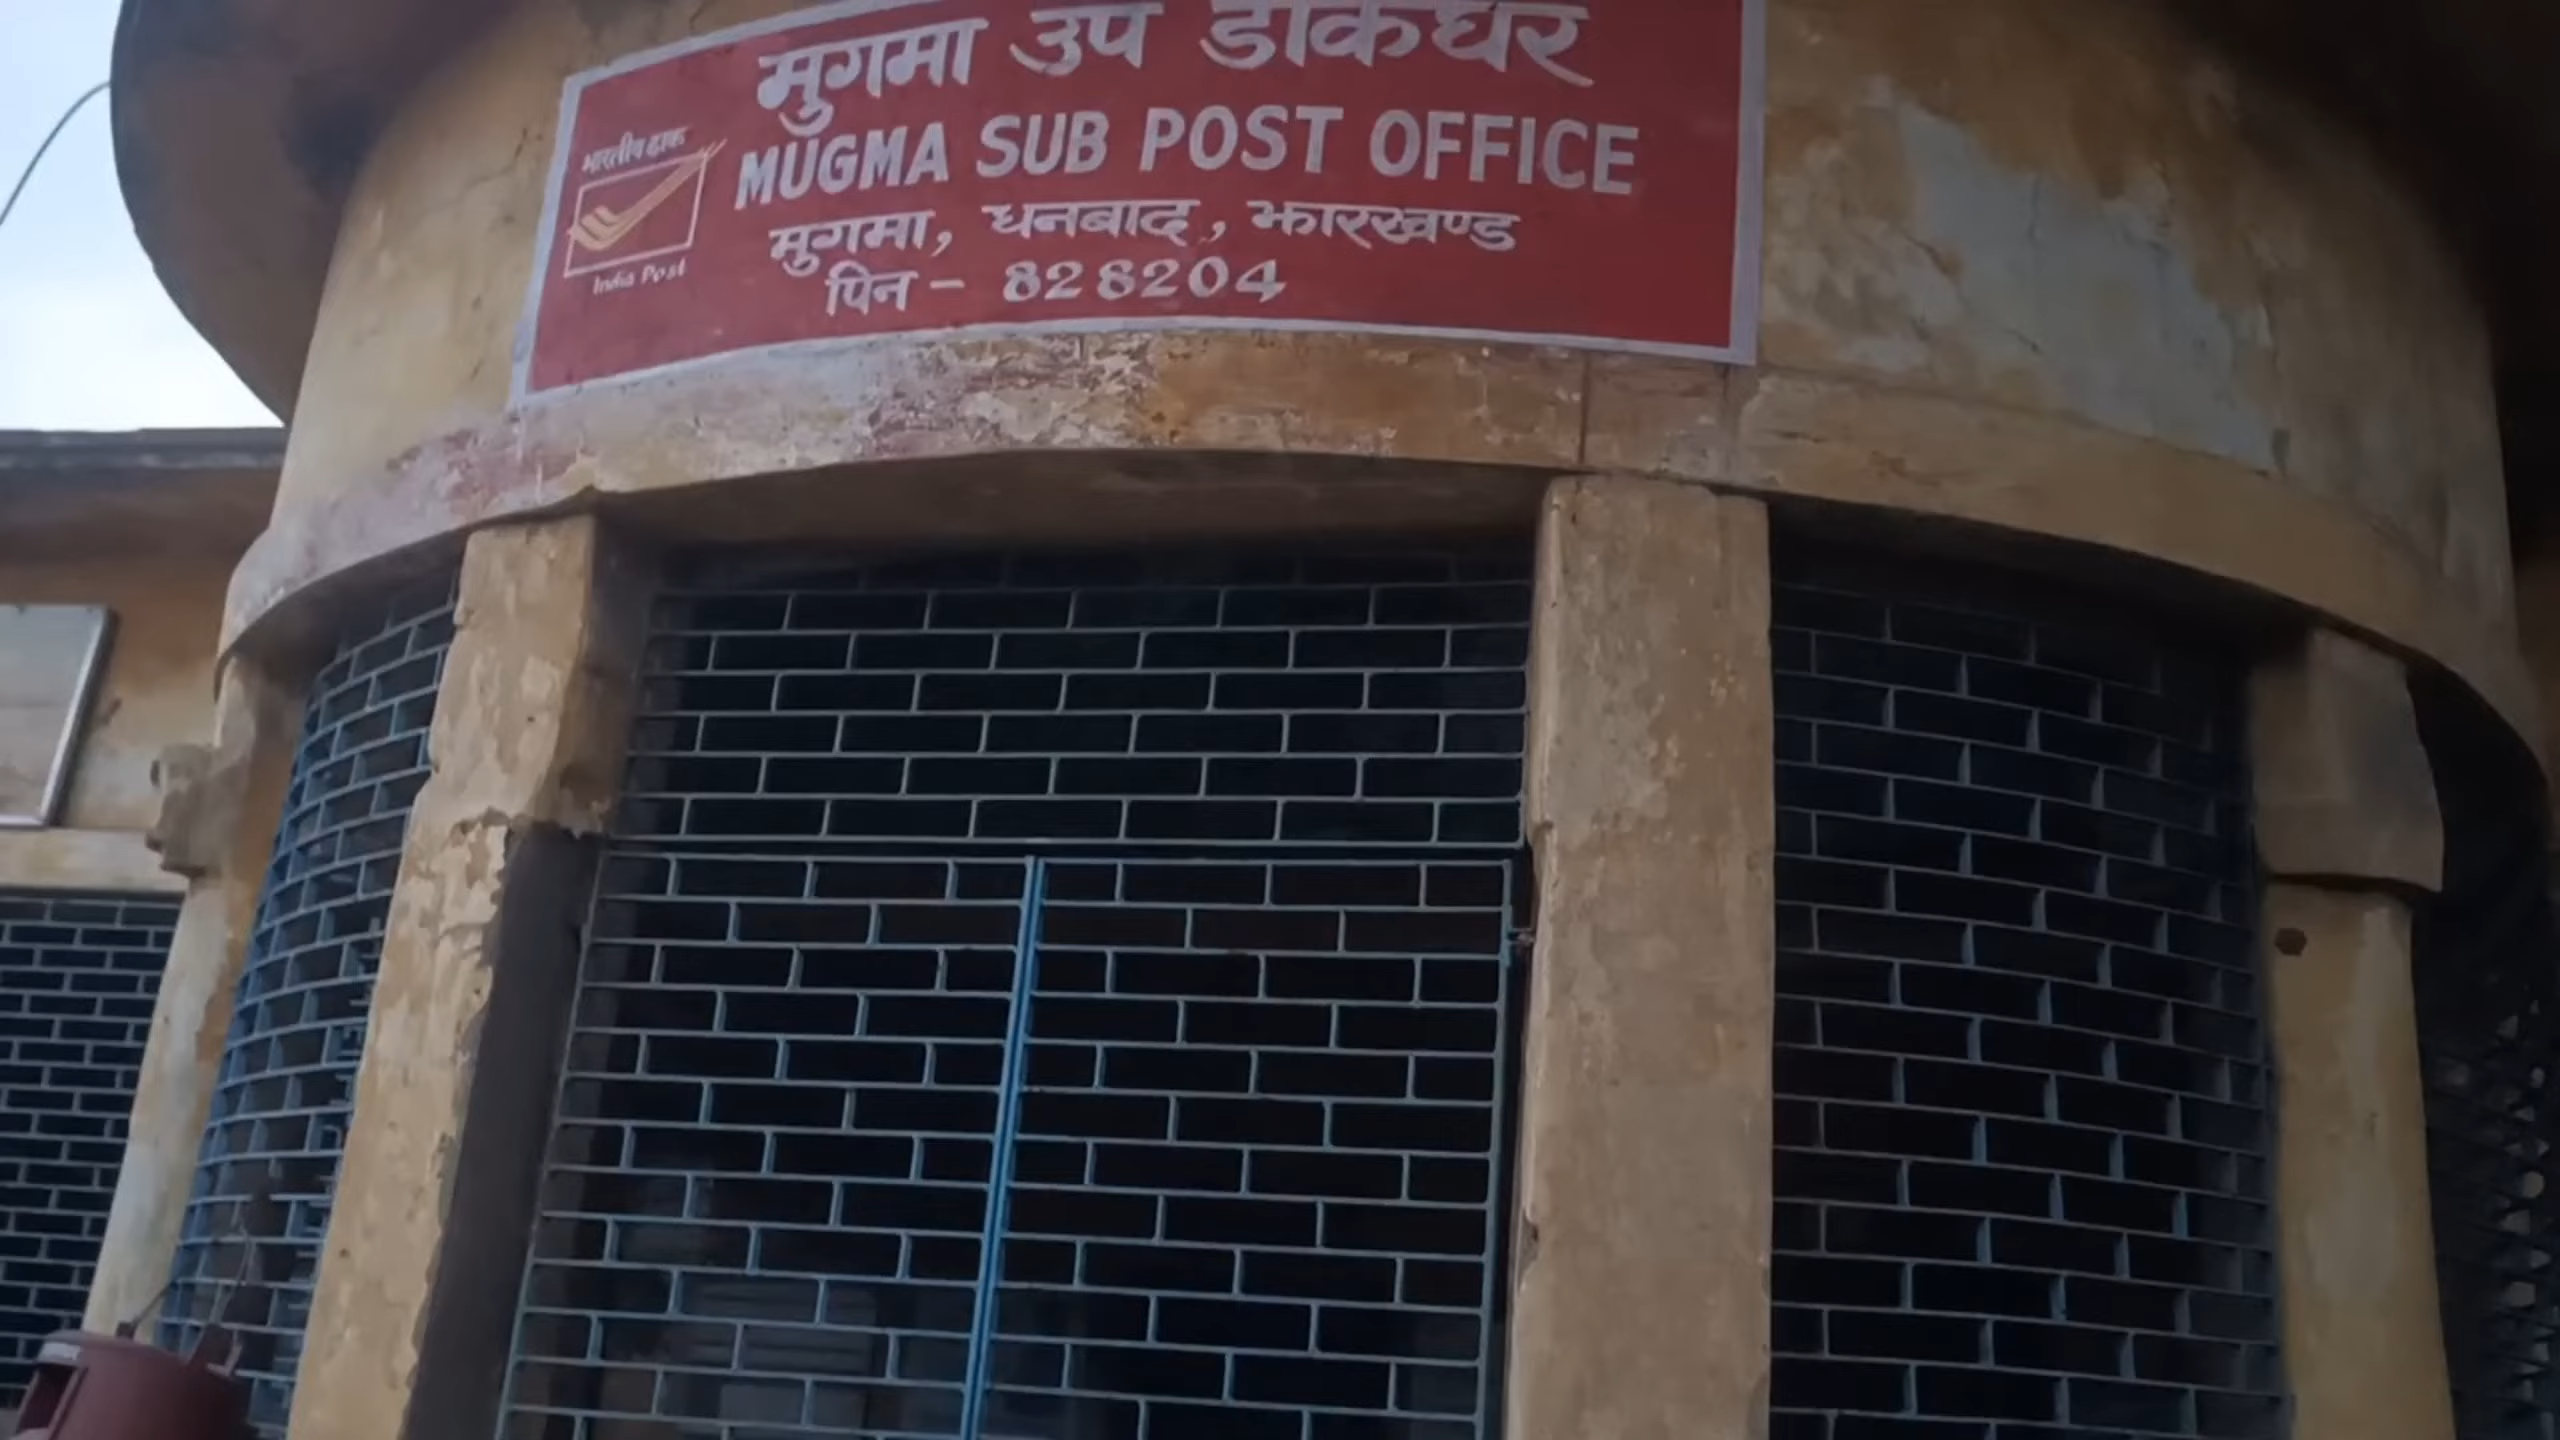 मुगमा उप डाकघर
MUGMA SUB POST OFFICE
मुगमा, धनबाद, झारखण्ड
पिन - 828204
भारतीय डाक
India Post